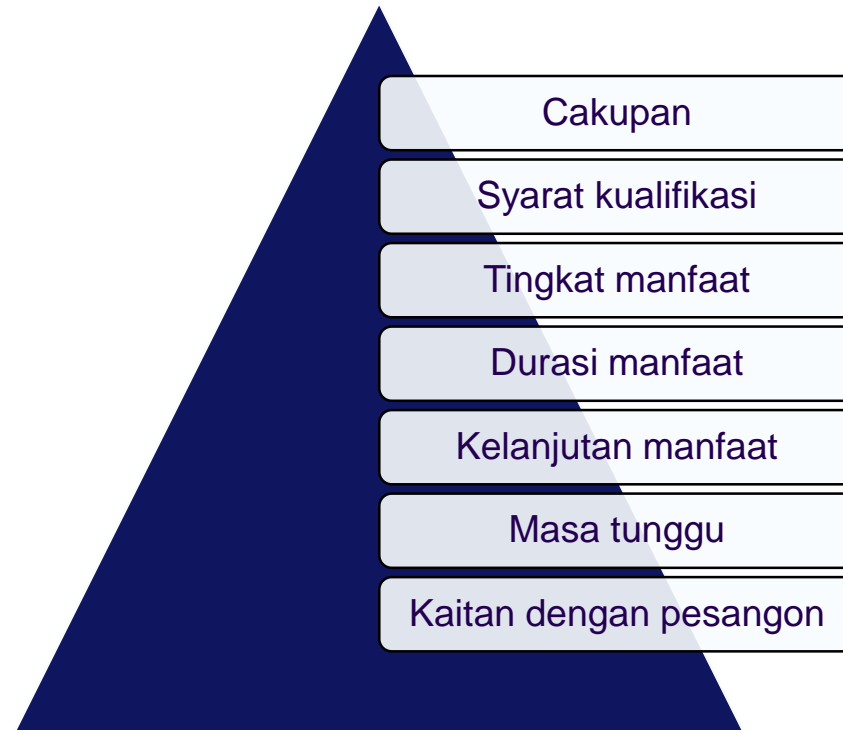 Cakupan
Syarat kualifikasi
Tingkat manfaat
Durasi manfaat
Kelanjutan manfaat
Masa tunggu
Kaitan dengan pesangon